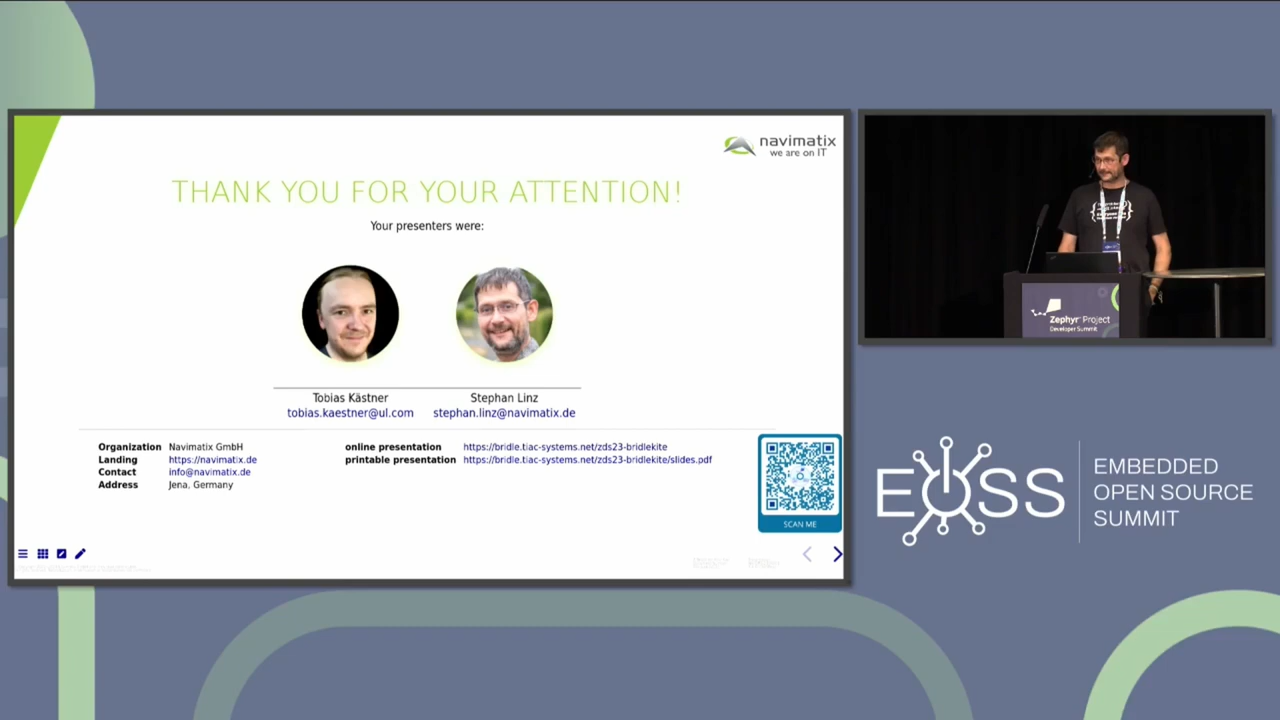 navimatix
we are on IT
THANK YOU FOR YOUR ATTENTION!
Your presenters were:
Tobias Kästner
tobias.kaestner@ul.com
Stephan Linz
stephan.linz@navimatix.de
Organization Navimatix GmbH
Landing https://navimatix.de
Contact info@navimatix.de
Address Jena, Germany
online presentation https://bridle.tiac-systems.net/zds23-bridlekite
printable presentation https://bridle.tiac-systems.net/zds23-bridlekite/slides.pdf
SCAN ME
Zephyr Project
Developer Summit
EOSS
EMBEDDED
OPEN SOURCE
SUMMIT